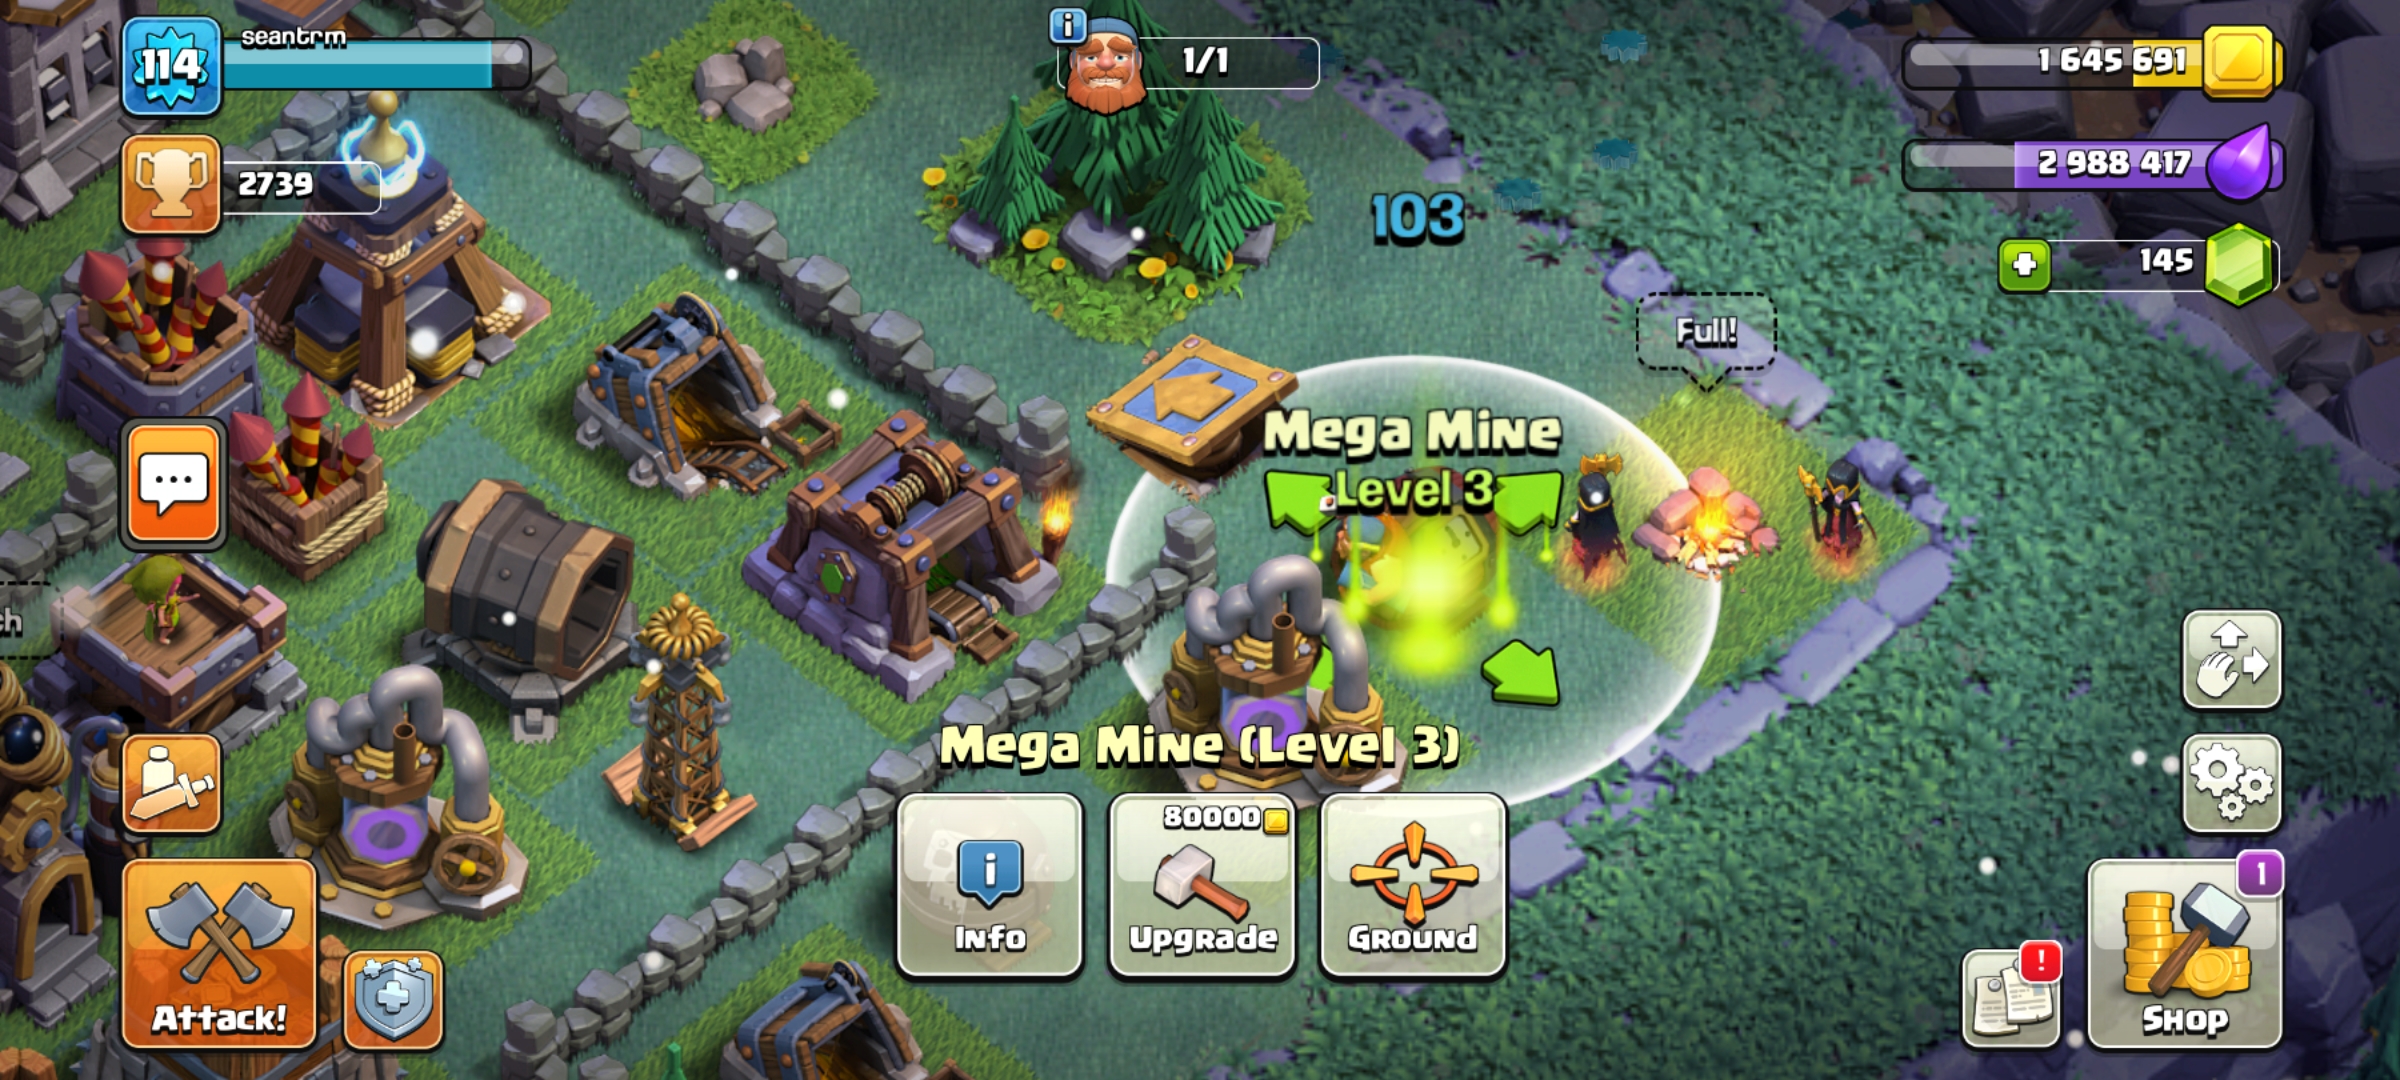 114
seantrm
1/1
1 645 691
2739
2 988 417
103
145
Full!
Mega Mine
Level 3
ch
Mega Mine (Level 3)
80000
Info
Upgrade
Ground
Attack!
1
!
Shop